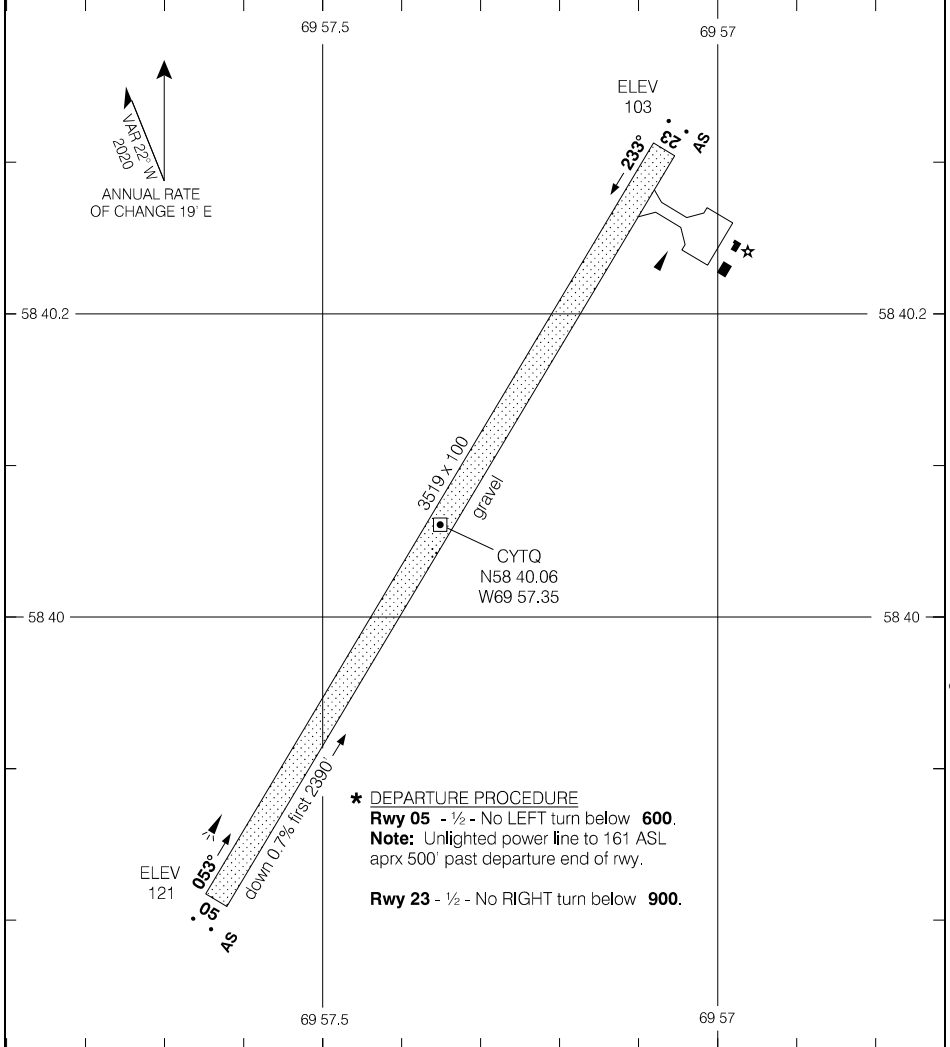 69 57.5
69 57
ELEV
103
23
AS
233°
VAR 22° W
2020
ANNUAL RATE
OF CHANGE 19' E
58 40.2
58 40.2
3519 x 100
gravel
CYTQ
N58 40.06
W69 57.35
58 40
58 40
down 0.7% first 2390'
* DEPARTURE PROCEDURE
Rwy 05 - ½ - No LEFT turn below 600.
Note: Unlighted power line to 161 ASL
aprx 500' past departure end of rwy.
Rwy 23 - ½ - No RIGHT turn below 900.
053°
ELEV
121
05
AS
69 57.5
69 57